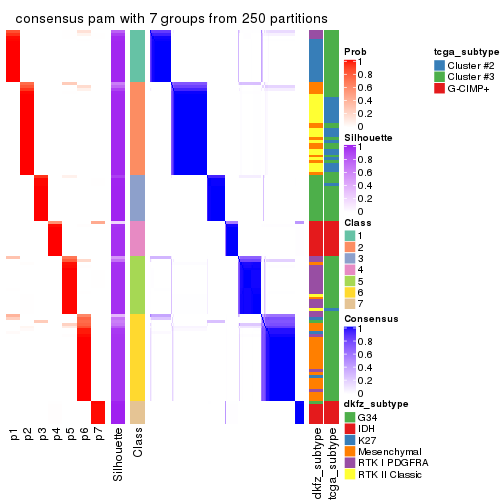 consensus pam with 7 groups from 250 partitions
Prob
1
0.8
0.6
0.4
0.2
0
Silhouette
1
0.8
0.6
0.4
0.2
0
Class
1
2
3
4
5
6
7
Consensus
1
0.8
0.6
0.4
0.2
0
dkfz_subtype
G34
IDH
K27
Mesenchymal
RTK I PDGFRA
RTK II Classic
tcga_subtype
Cluster #2
Cluster #3
G-CIMP+
p1
p2
p3
p4
p5
p6
p7
Silhouette
Class
dkfz_subtype
tcga_subtype